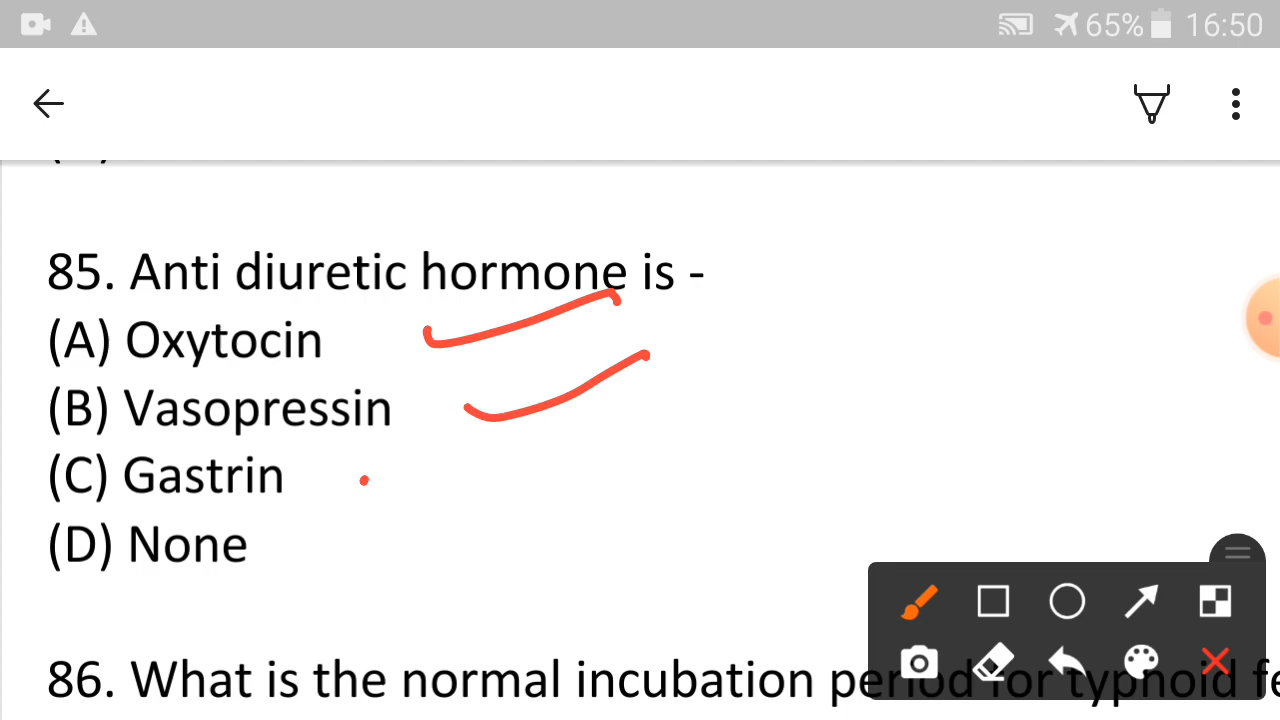 65% 16:50
85. Anti diuretic hormone is -
(A) Oxytocin
(B) Vasopressin
(C) Gastrin
(D) None
86. What is the normal incubation period for typhoid fe